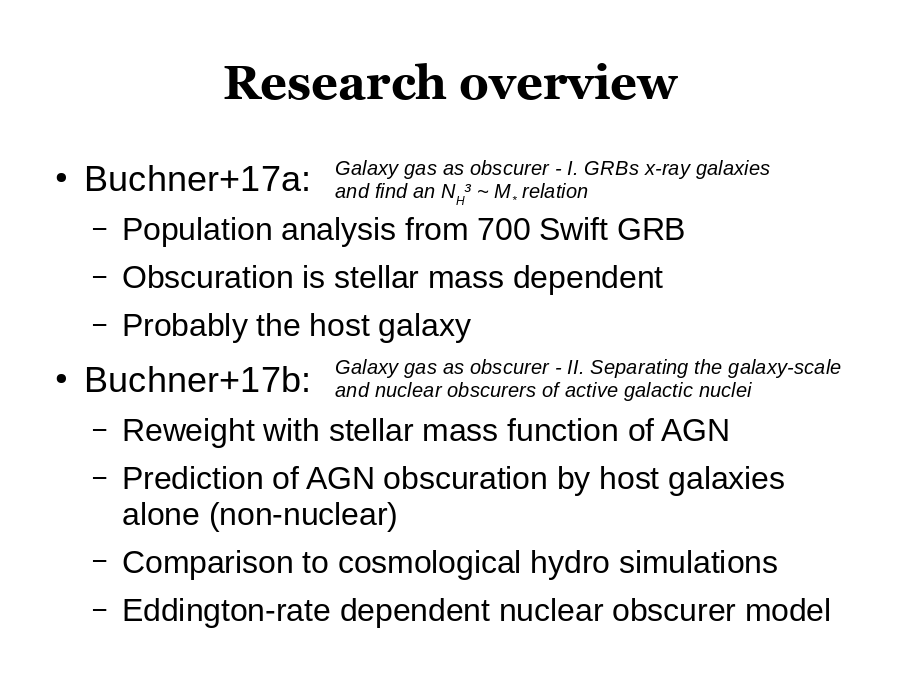 Research overview
• Buchner+17a:
Galaxy gas as obscurer - I. GRBs x-ray galaxies
and find an N_H³ ~ M_* relation
– Population analysis from 700 Swift GRB
– Obscuration is stellar mass dependent
– Probably the host galaxy
• Buchner+17b:
Galaxy gas as obscurer - II. Separating the galaxy-scale
and nuclear obscurers of active galactic nuclei
– Reweight with stellar mass function of AGN
– Prediction of AGN obscuration by host galaxies
alone (non-nuclear)
– Comparison to cosmological hydro simulations
– Eddington-rate dependent nuclear obscurer model